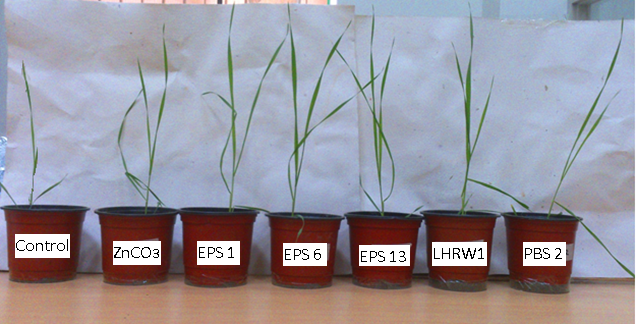 Control
ZnCO3
EPS 1
EPS 6
EPS 13
LHRW1
PBS 2